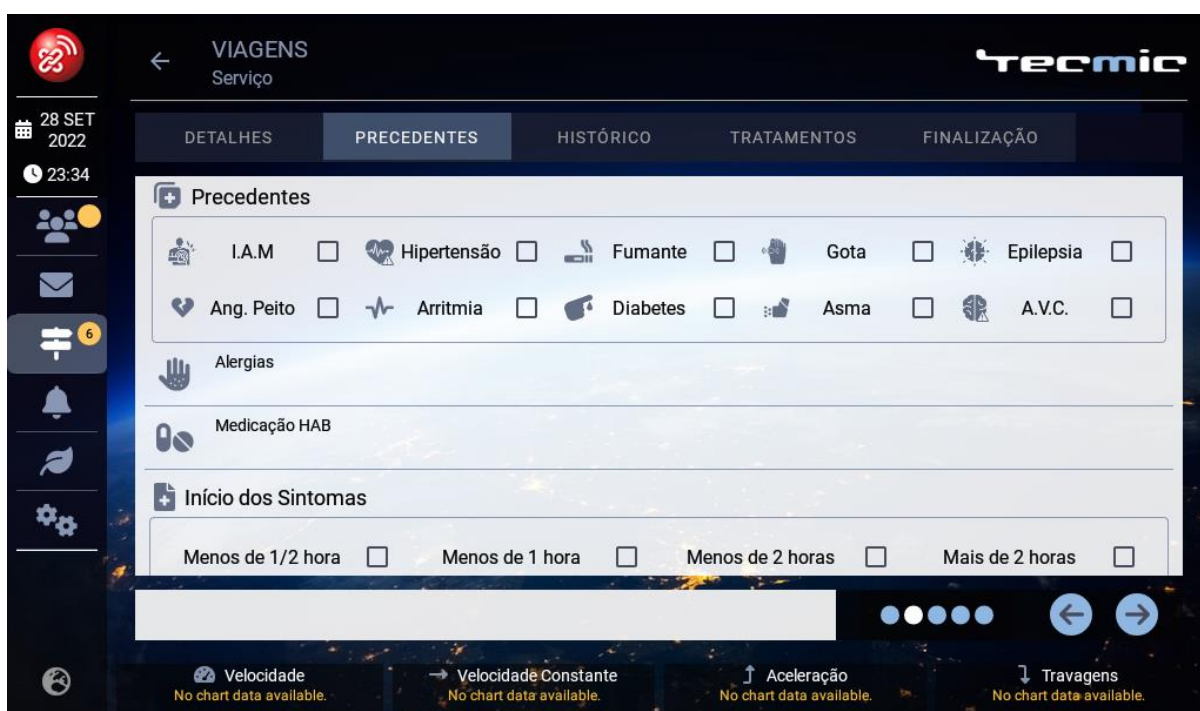 VIAGENS
Serviço
Tecmic
28 SET
2022
23:34
6
DETALHES PRECEDENTES HISTÓRICO TRATAMENTOS FINALIZAÇÃO
Precedentes
I.A.M Hipertensão Fumante Gota Epilepsia
Ang. Peito Arritmia Diabetes Asma A.V.C.
Alergias
Medicação HAB
Início dos Sintomas
Menos de 1/2 hora Menos de 1 hora Menos de 2 horas Mais de 2 horas
Velocidade Velocidade Constante Aceleração Travagens
No chart data available. No chart data available. No chart data available. No chart data available.